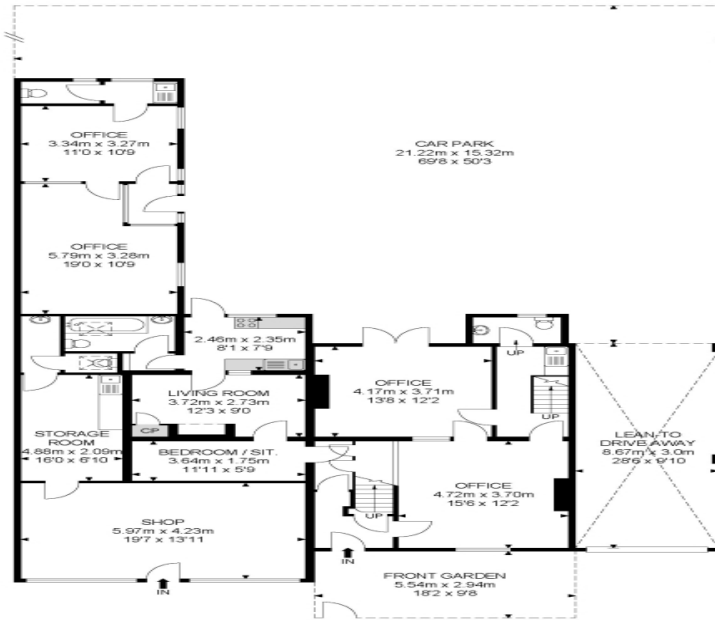 OFFICE
3.34m x 3.27m
11'0 x 10'9
CAR PARK
21.22m x 15.32m
69'8 x 50'3
OFFICE
5.79m x 3.28m
19'0 x 10'9
2.46m x 2.35m
8'1 x 7'9
UP
OFFICE
4.17m x 3.71m
13'8 x 12'2
LIVING ROOM
3.72m x 2.73m
12'3 x 9'0
UP
C/P
STORAGE
ROOM
4.88m x 2.09m
16'0 x 6'10
LEAN-TO
DRIVE AWAY
8.67m x 3.0m
28'6 x 9'10
BEDROOM / SIT.
3.64m x 1.75m
11'11 x 5'9
OFFICE
4.72m x 3.70m
15'6 x 12'2
UP
SHOP
5.97m x 4.23m
19'7 x 13'11
IN
IN
FRONT GARDEN
5.54m x 2.94m
18'2 x 9'8